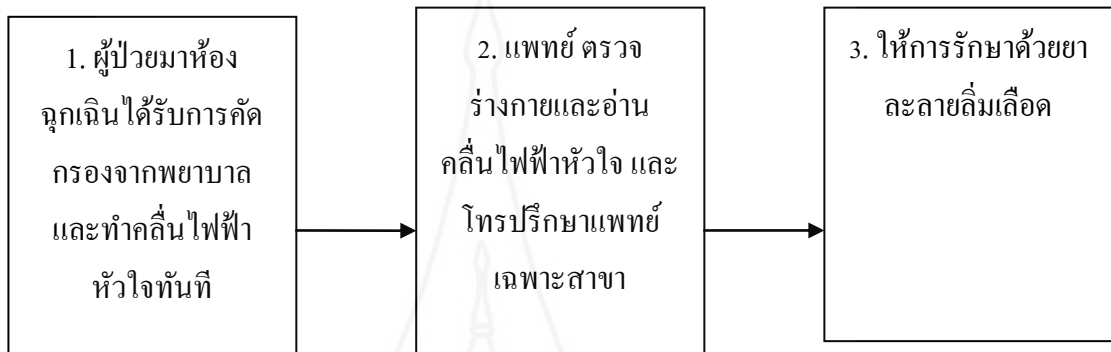 1. ผู้ป่วยมาห้อง
ฉุกเฉินได้รับการคัด
กรองจากพยาบาล
และทำคลื่นไฟฟ้า
หัวใจทันที
2. แพทย์ ตรวจ
ร่างกายและอ่าน
คลื่นไฟฟ้าหัวใจ และ
โทรปรึกษาแพทย์
เฉพาะสาขา
3. ให้การรักษาด้วยยา
ละลายลิ่มเลือด